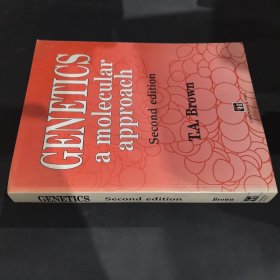 GENETICS
a molecular
approach
Second edition
T.A. Brown
GENETICS Second edition Brown